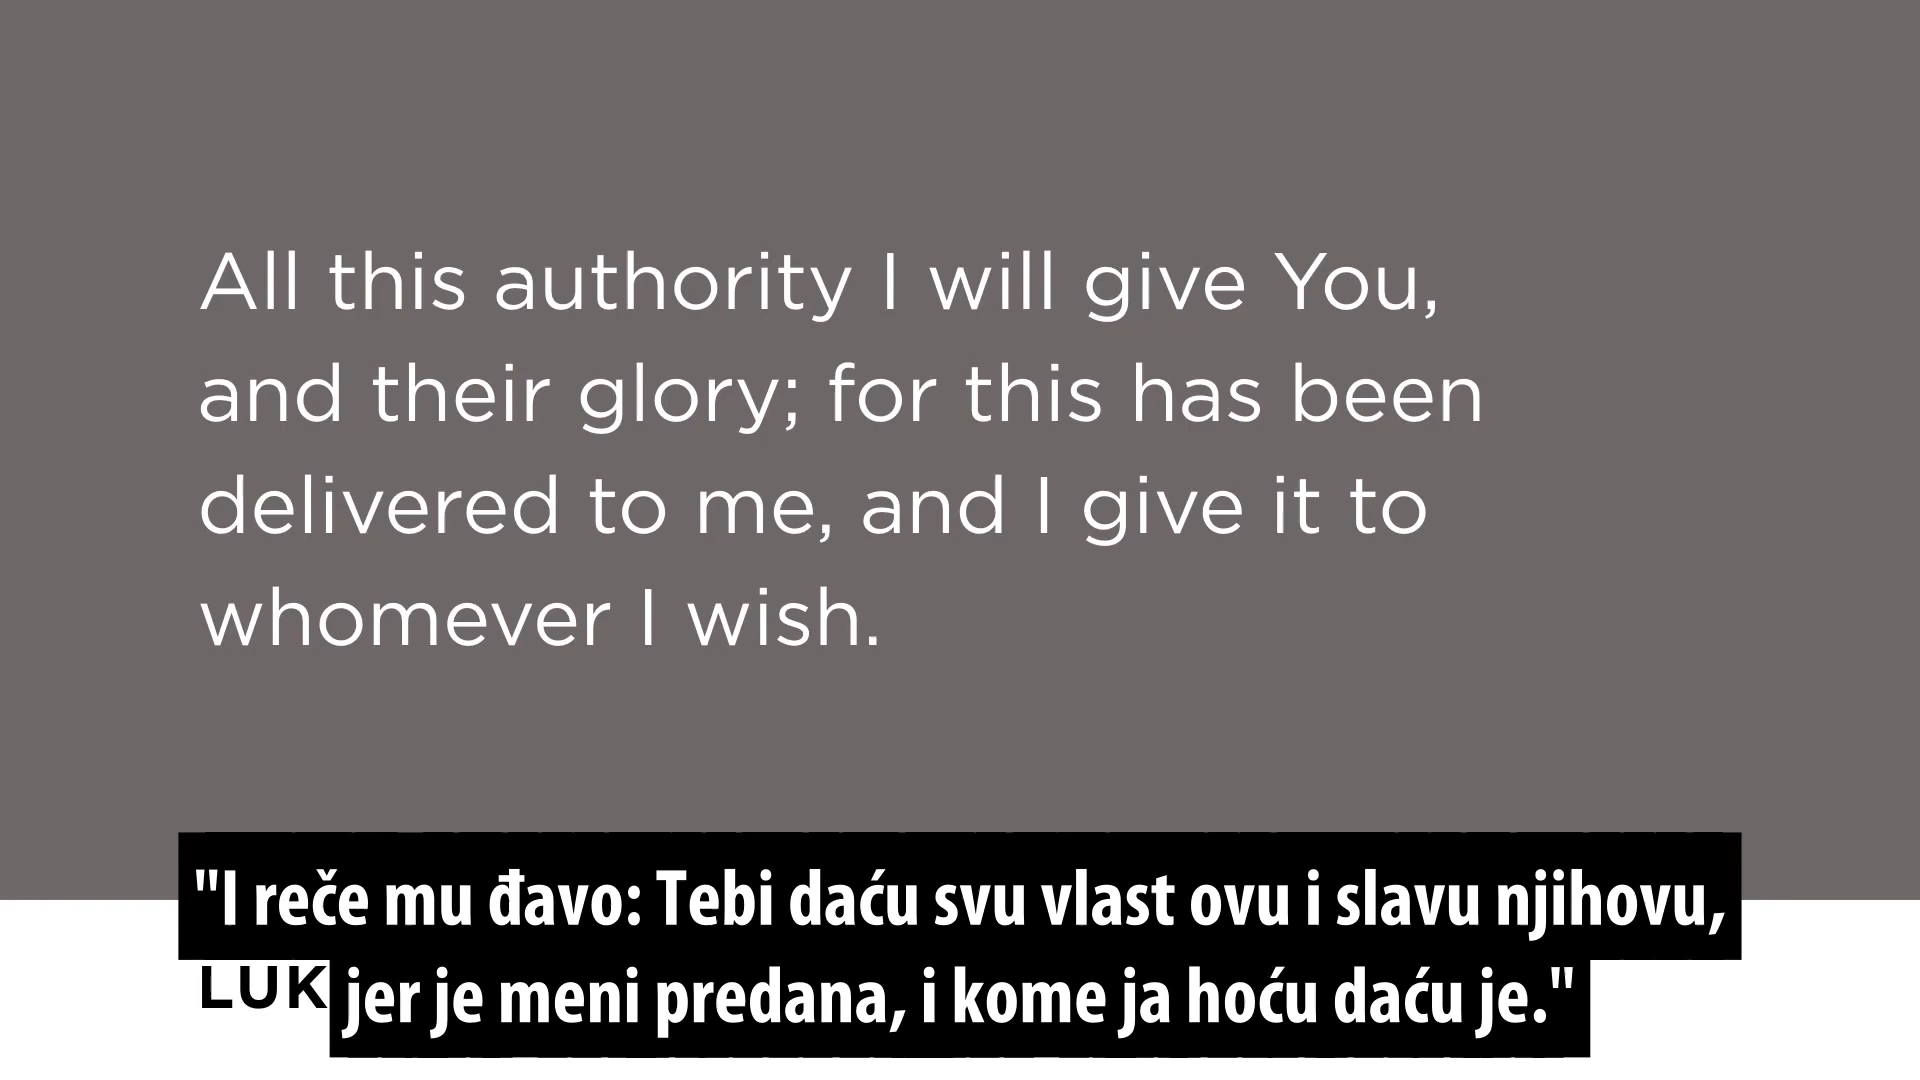 All this authority I will give You,
and their glory; for this has been
delivered to me, and I give it to
whomever I wish.
"I reče mu đavo: Tebi daću svu vlast ovu i slavu njihovu,
LUK
jer je meni predana, i kome ja hoću daću je."